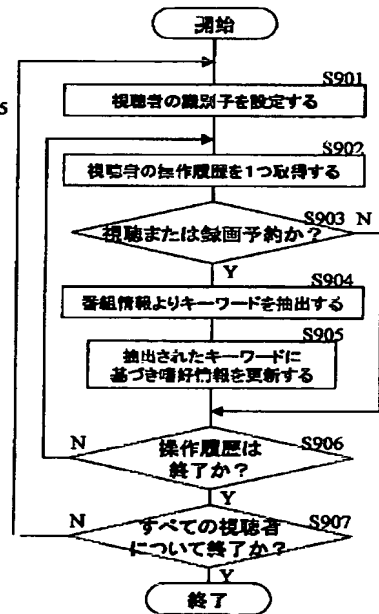 開始
S901
5
視聴者の識別子を設定する
S902
視聴者の操作履歴を1つ取得する
S903
視聴または録画予約か?
N
Y
S904
番組情報よりキーワードを抽出する
S905
抽出されたキーワードに
基づき嗜好情報を更新する
N
操作履歴は
終了か?
S906
Y
N
すべての視聴者
について終了か?
S907
Y
終了